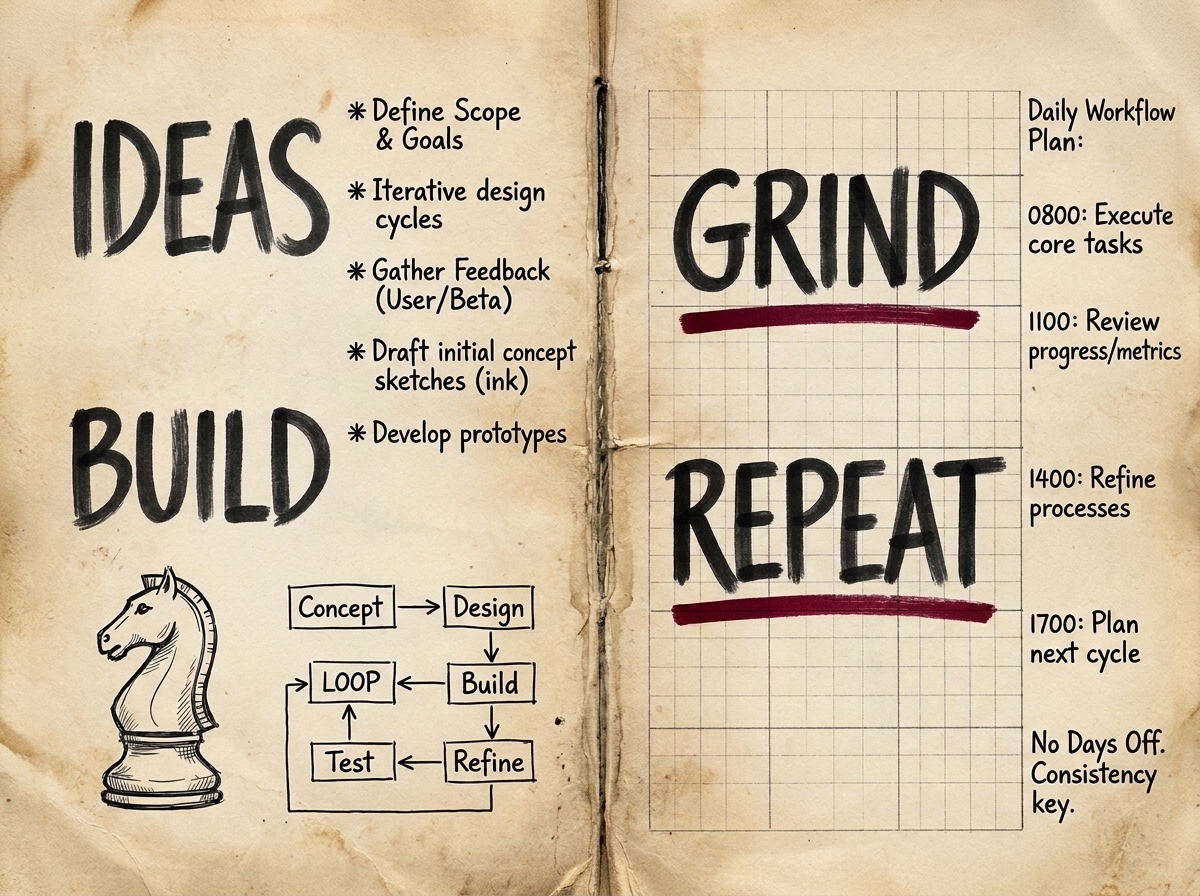 IDEAS
* Define Scope
& Goals
* Iterative design
cycles
* Gather Feedback
(User/Beta)
* Draft initial concept
sketches (ink)
* Develop prototypes
BUILD
Concept
Design
LOOP
Build
Test
Refine
GRIND
REPEAT
Daily Workflow
Plan:
0800: Execute
core tasks
1100: Review
progress/metrics
1400: Refine
processes
1700: Plan
next cycle
No Days Off.
Consistency
key.